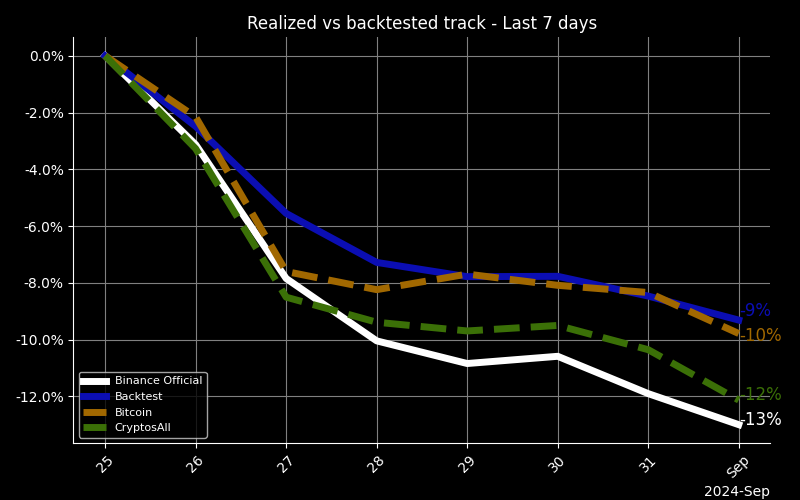 Realized vs backtested track - Last 7 days
0.0%
-2.0%
-4.0%
-6.0%
-8.0%
-10.0%
-12.0%
-9%
-10%
-12%
-13%
Binance Official
Backtest
Bitcoin
CryptosAll
25
26
27
28
29
30
31
Sep
2024-Sep